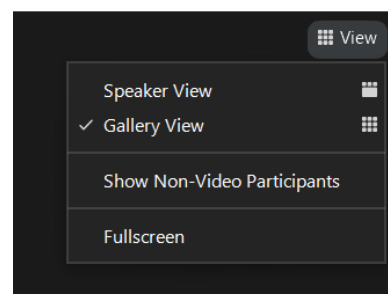 View
Speaker View
Gallery View
Show Non-Video Participants
Fullscreen